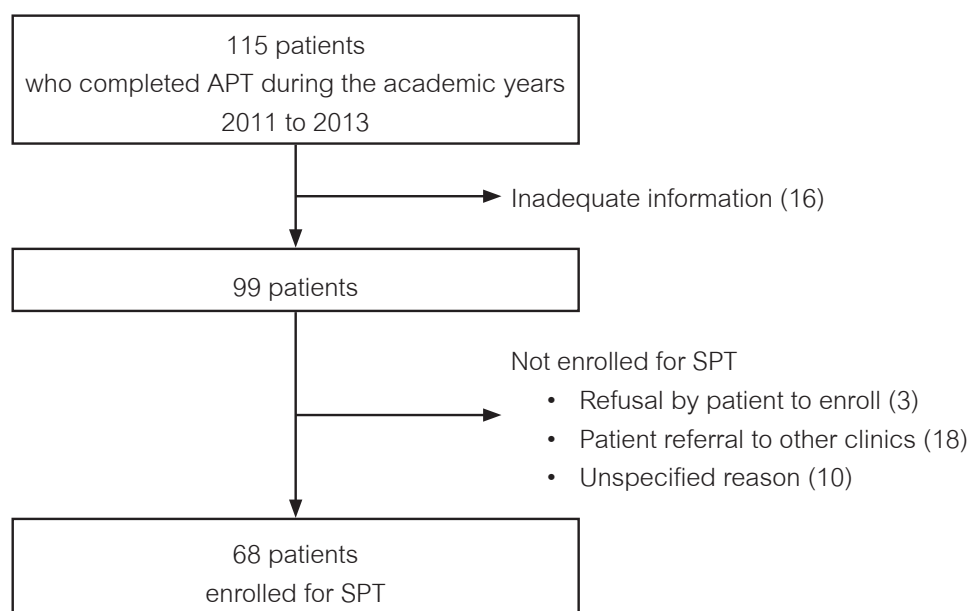 115 patients
who completed APT during the academic years
2011 to 2013
Inadequate information (16)
99 patients
Not enrolled for SPT
• Refusal by patient to enroll (3)
• Patient referral to other clinics (18)
• Unspecified reason (10)
68 patients
enrolled for SPT